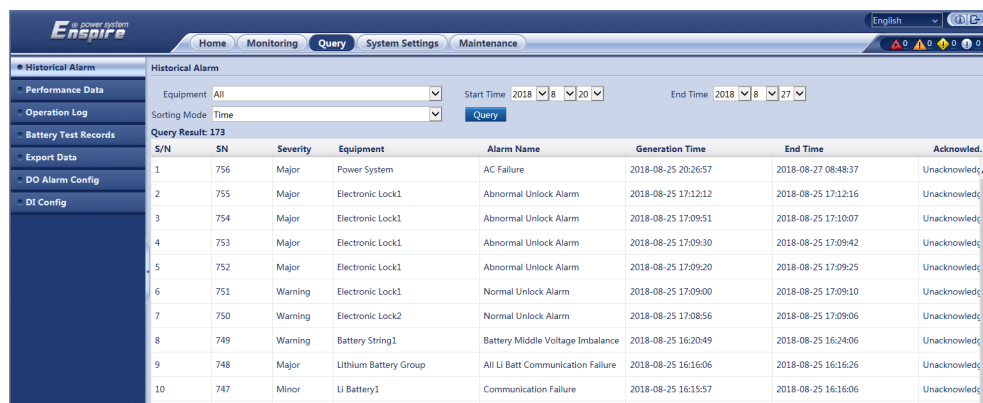 power system
Enspire
English
Home Monitoring Query System Settings Maintenance
0 0 0 0
Historical Alarm
Performance Data
Operation Log
Battery Test Records
Export Data
DO Alarm Config
DI Config
Historical Alarm
Equipment All Start Time 2018 8 20 End Time 2018 8 27
Sorting Mode Time Query
Query Result: 173
S/N SN Severity Equipment Alarm Name Generation Time End Time Acknowled.
1 756 Major Power System AC Failure 2018-08-25 20:26:57 2018-08-27 08:48:37 Unacknowledg
2 755 Major Electronic Lock1 Abnormal Unlock Alarm 2018-08-25 17:12:12 2018-08-25 17:12:16 Unacknowledg
3 754 Major Electronic Lock1 Abnormal Unlock Alarm 2018-08-25 17:09:51 2018-08-25 17:10:07 Unacknowledg
4 753 Major Electronic Lock1 Abnormal Unlock Alarm 2018-08-25 17:09:30 2018-08-25 17:09:42 Unacknowledg
5 752 Major Electronic Lock1 Abnormal Unlock Alarm 2018-08-25 17:09:20 2018-08-25 17:09:25 Unacknowledg
6 751 Warning Electronic Lock1 Normal Unlock Alarm 2018-08-25 17:09:00 2018-08-25 17:09:10 Unacknowledg
7 750 Warning Electronic Lock2 Normal Unlock Alarm 2018-08-25 17:08:56 2018-08-25 17:09:06 Unacknowledg
8 749 Warning Battery String1 Battery Middle Voltage Imbalance 2018-08-25 16:20:49 2018-08-25 16:24:06 Unacknowledg
9 748 Major Lithium Battery Group All Li Batt Communication Failure 2018-08-25 16:16:06 2018-08-25 16:16:26 Unacknowledg
10 747 Minor Li Battery1 Communication Failure 2018-08-25 16:15:57 2018-08-25 16:16:06 Unacknowledg